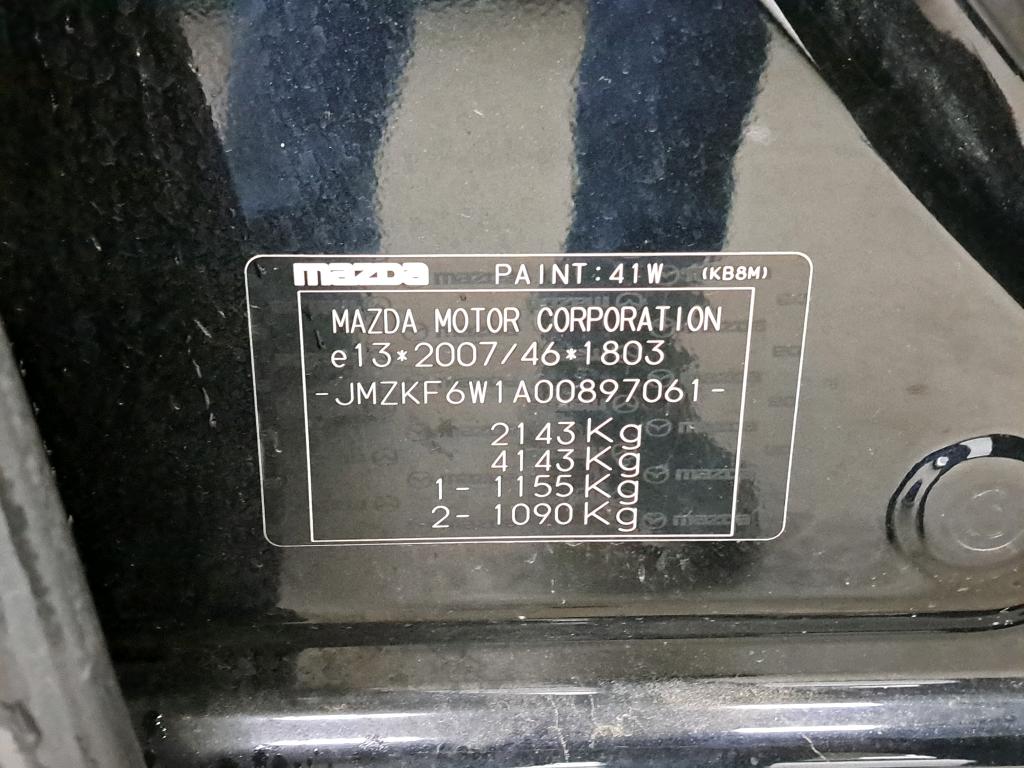 mazda PAINT:41W (KB8M)
MAZDA MOTOR CORPORATION
e13*2007/46*1803
-JMZKF6W1A00897061-
2143Kg
4143Kg
1- 1155Kg
2- 1090Kg